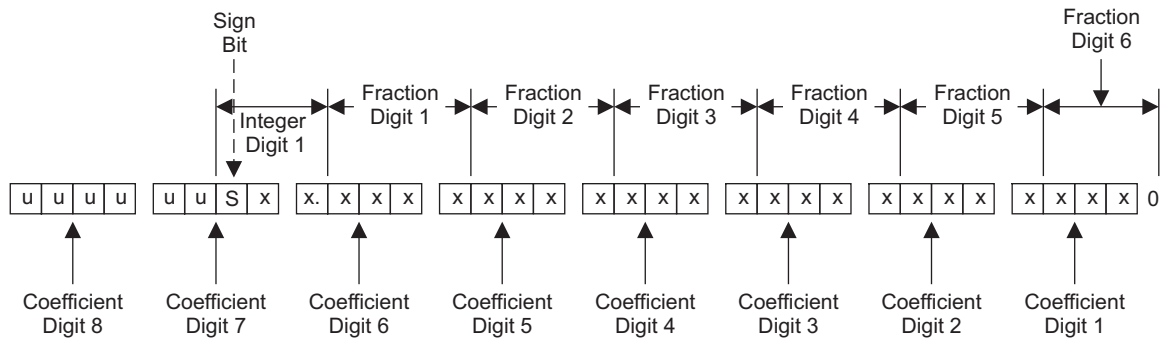 Sign
Bit
Fraction
Digit 6
Integer
Digit 1
Fraction
Digit 1
Fraction
Digit 2
Fraction
Digit 3
Fraction
Digit 4
Fraction
Digit 5
u u u u u u S x x. x x x x x x x x x x x x x x x x x x x x x x x 0
Coefficient
Digit 8
Coefficient
Digit 7
Coefficient
Digit 6
Coefficient
Digit 5
Coefficient
Digit 4
Coefficient
Digit 3
Coefficient
Digit 2
Coefficient
Digit 1